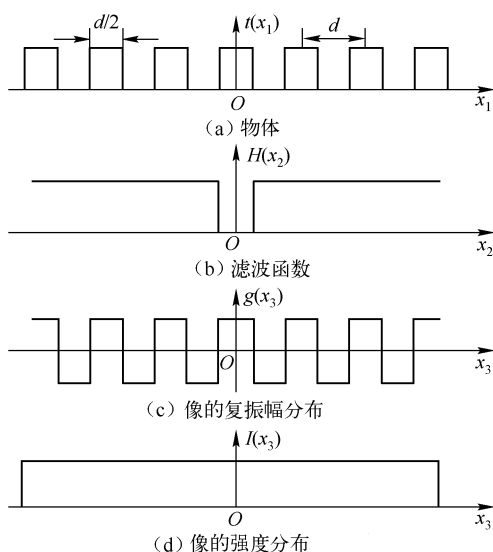 d/2
t(x₁)
d
O
x₁
(a) 物体
H(x₂)
O
x₂
(b) 滤波函数
g(x₃)
O
x₃
(c) 像的复振幅分布
I(x₃)
O
x₃
(d) 像的强度分布